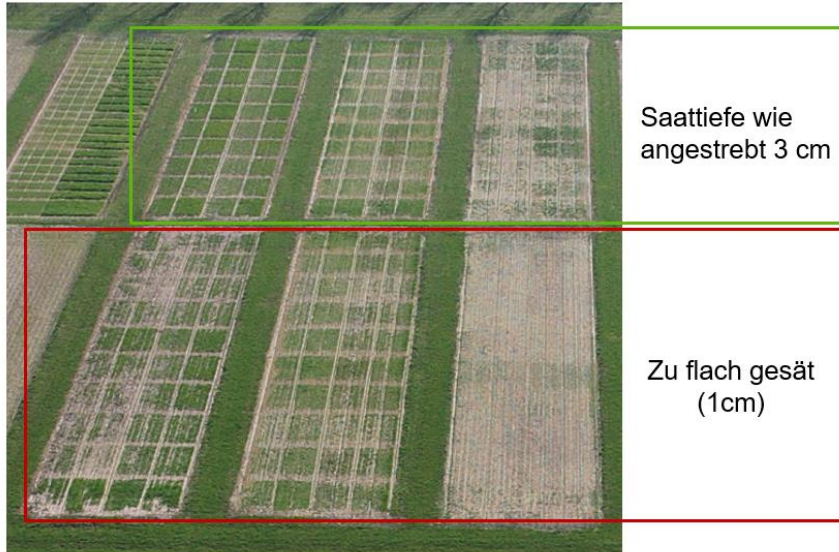 Saattiefe wie
angestrebt 3 cm
Zu flach gesät
(1cm)